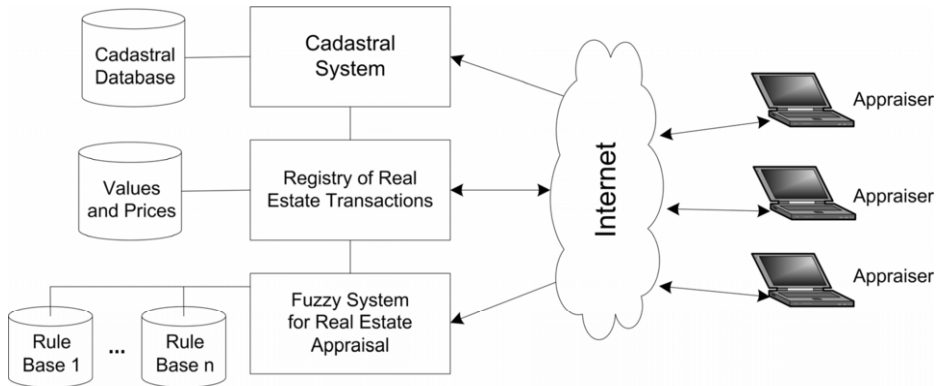 Cadastral
Database
Cadastral
System
Values
and Prices
Registry of Real
Estate Transactions
Rule
Base 1
...
Rule
Base n
Fuzzy System
for Real Estate
Appraisal
Internet
Appraiser
Appraiser
Appraiser